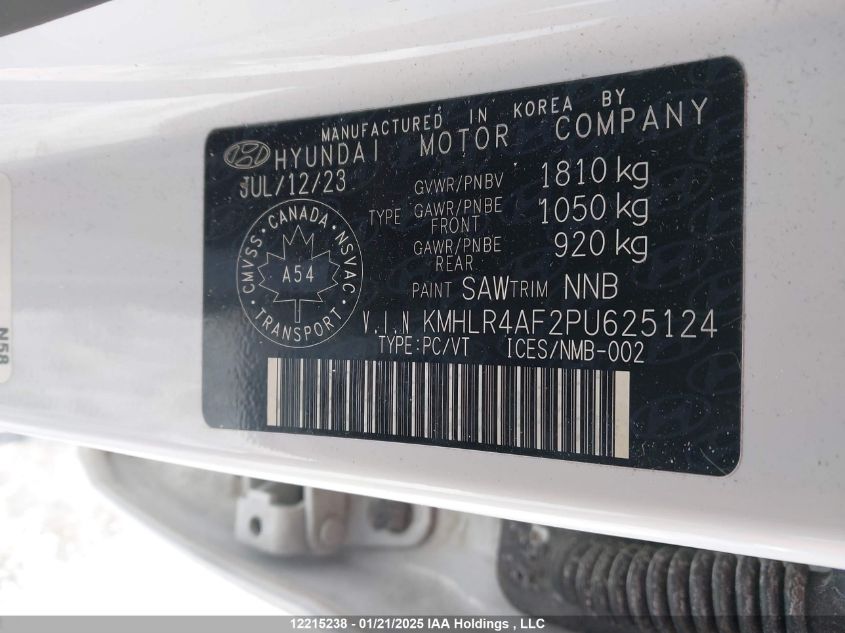 MANUFACTURED IN KOREA BY
HYUNDAI MOTOR COMPANY
JUL/12/23
GVWR/PNBV 1810 kg
TYPE GAWR/PNBE FRONT 1050 kg
GAWR/PNBE REAR 920 kg
CMVSS • CANADA • NSVAC
A54
• TRANSPORT •
PAINT SAW TRIM NNB
V.I.N KMHLR4AF2PU625124
TYPE:PC/VT ICES/NMB-002
N58
12215238 - 01/21/2025 IAA Holdings , LLC